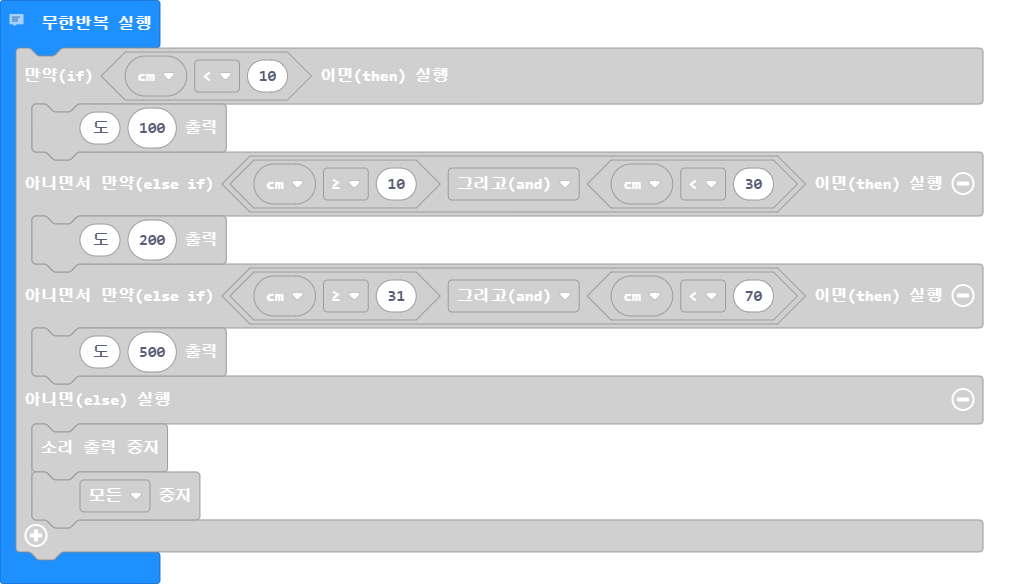 무한반복 실행
만약(if) cm < 10 이면(then) 실행
도 100 출력
아니면서 만약(else if) cm ≥ 10 그리고(and) cm < 30 이면(then) 실행
도 200 출력
아니면서 만약(else if) cm ≥ 31 그리고(and) cm < 70 이면(then) 실행
도 500 출력
아니면(else) 실행
소리 출력 중지
모든 중지